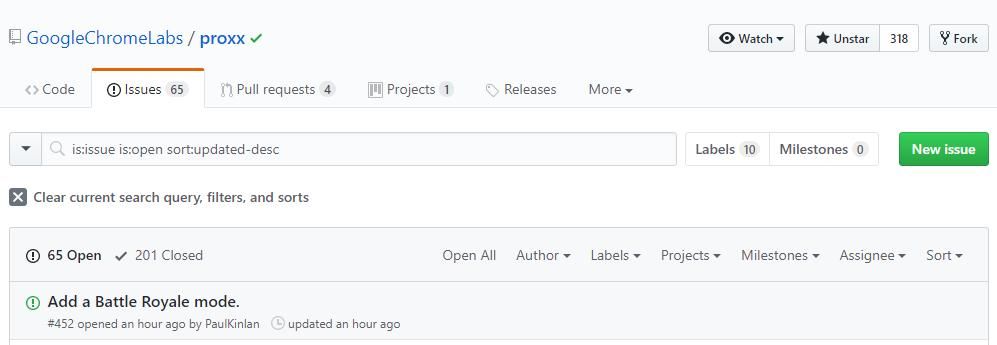 GoogleChromeLabs / proxx
Watch
Unstar 318
Fork
Code
Issues 65
Pull requests 4
Projects 1
Releases
More
is:issue is:open sort:updated-desc
Labels 10
Milestones 0
New issue
Clear current search query, filters, and sorts
65 Open
201 Closed
Open All
Author
Labels
Projects
Milestones
Assignee
Sort
Add a Battle Royale mode.
#452 opened an hour ago by PaulKinlan updated an hour ago